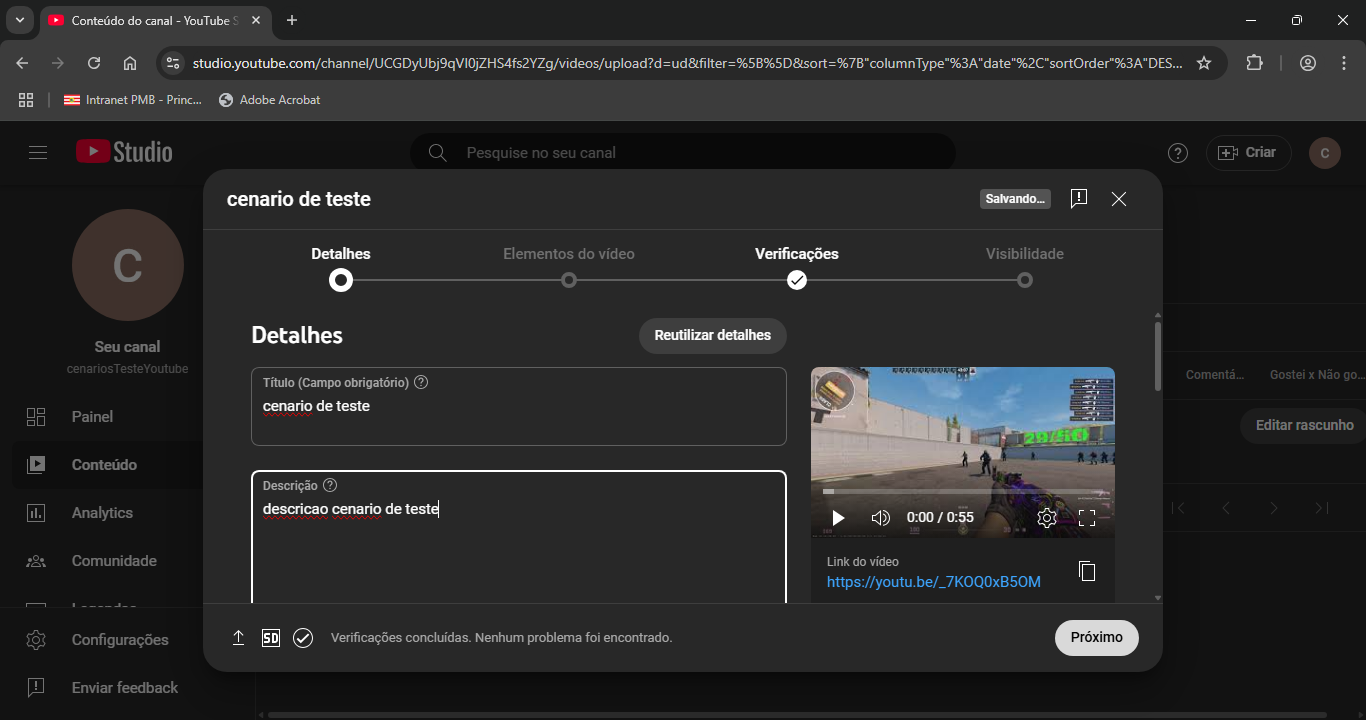 Conteúdo do canal - YouTube S
studio.youtube.com/channel/UCGDyUbj9qVI0jZHS4fs2YZg/videos/upload?d=ud&filter=%5B%5D&sort=%7B"columnType"%3A"date"%2C"sortOrder"%3A"DES...
Intranet PMB - Princ...
Adobe Acrobat
Studio
Pesquise no seu canal
Criar
C
C
Seu canal
cenariosTesteYoutube
Painel
Conteúdo
Analytics
Comunidade
Configurações
Enviar feedback
cenario de teste
Salvando...
Detalhes
Elementos do vídeo
Verificações
Visibilidade
Detalhes
Reutilizar detalhes
Título (Campo obrigatório)
cenario de teste
Descrição
descricao cenario de teste
0:00 / 0:55
Link do vídeo
https://youtu.be/_7KOQ0xB5OM
Comentá...
Gostei x Não go...
Editar rascunho
SD
Verificações concluídas. Nenhum problema foi encontrado.
Próximo